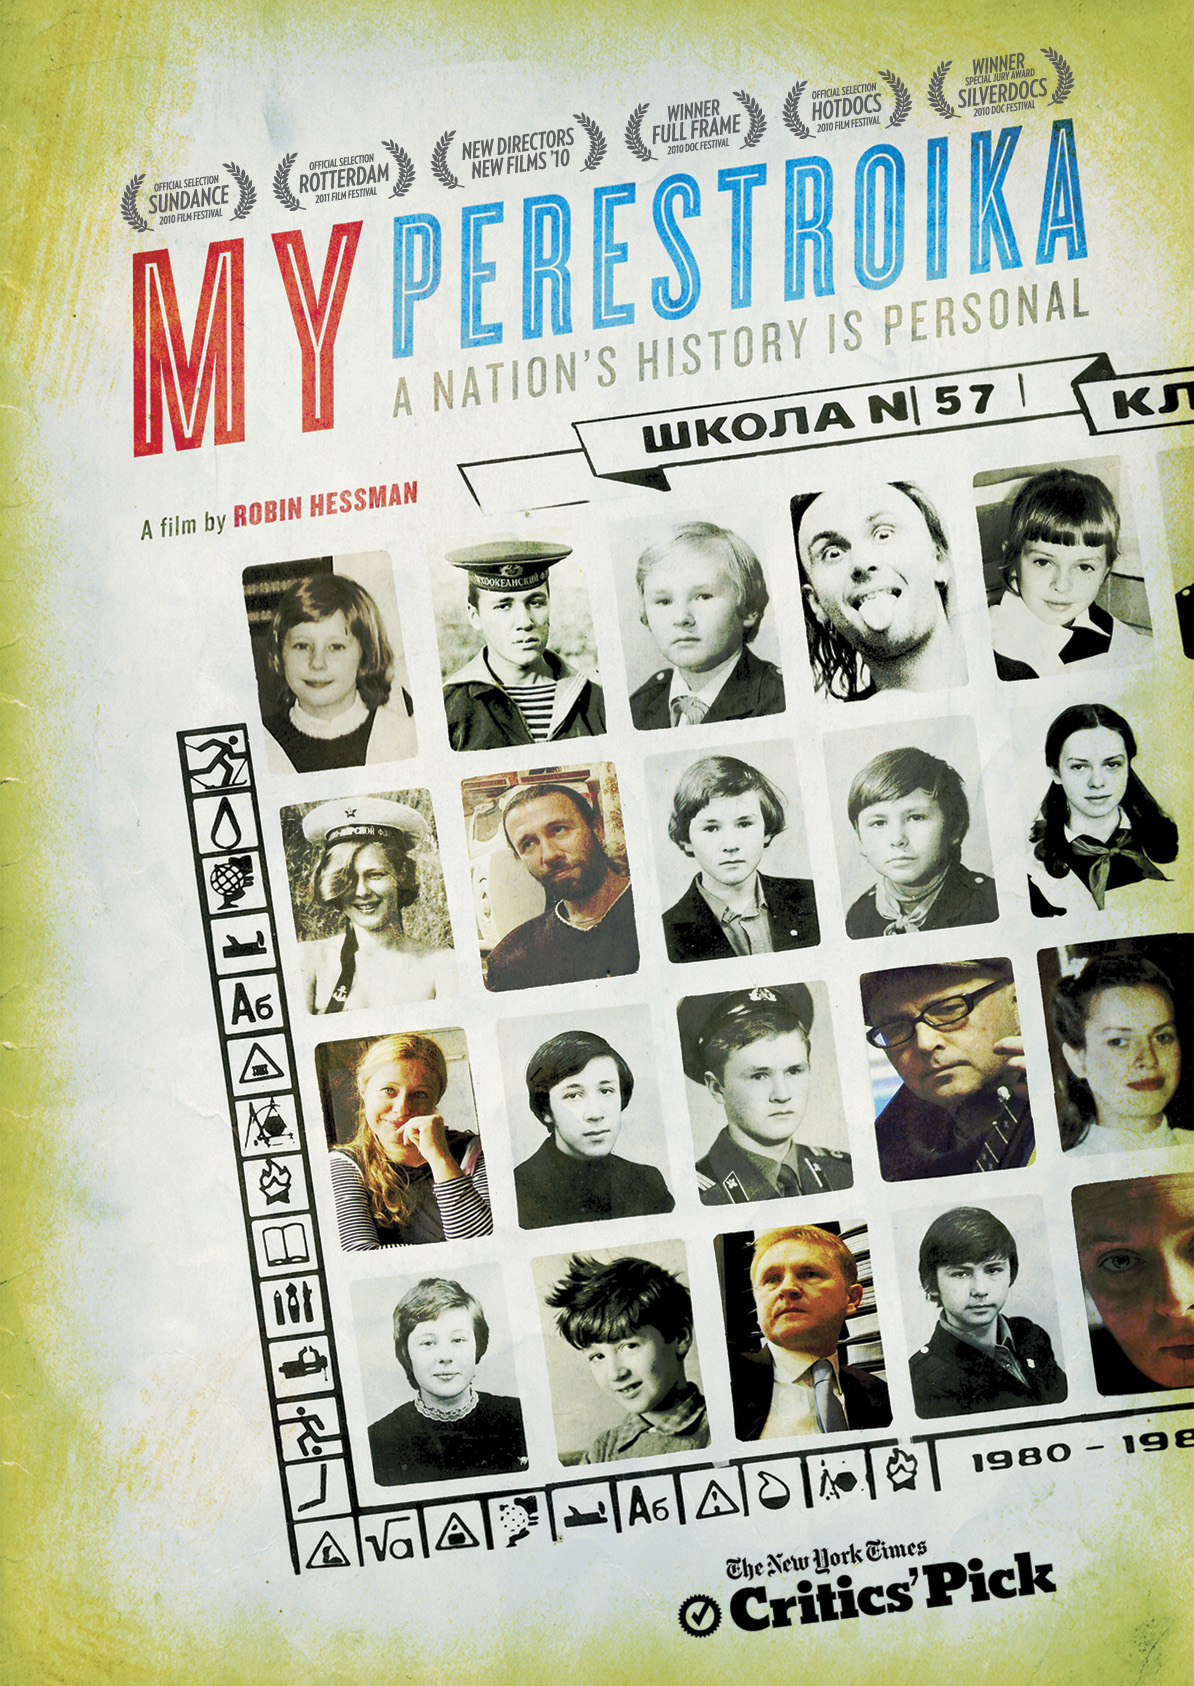 OFFICIAL SELECTION
SUNDANCE
2010 FILM FESTIVAL
OFFICIAL SELECTION
ROTTERDAM
2011 FILM FESTIVAL
NEW DIRECTORS
NEW FILMS '10
WINNER
FULL FRAME
2010 DOC FESTIVAL
OFFICIAL SELECTION
HOTDOCS
2010 FILM FESTIVAL
WINNER
SPECIAL JURY AWARD
SILVERDOCS
2010 DOC FESTIVAL
MY PERESTROIKA
A NATION'S HISTORY IS PERSONAL
ШКОЛА N 57
КЛ
A film by ROBIN HESSMAN
Аб
√a
Аб
1980 - 198
The New York Times
Critics' Pick